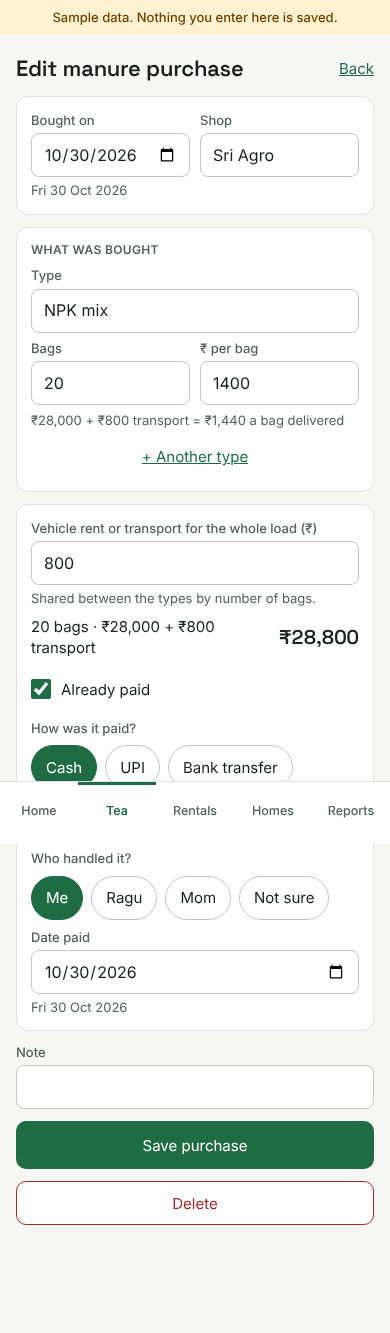 Sample data. Nothing you enter here is saved.
Edit manure purchase
Back
Bought on
Shop
10/30/2026
Sri Agro
Fri 30 Oct 2026
WHAT WAS BOUGHT
Type
NPK mix
Bags
₹ per bag
20
1400
₹28,000 + ₹800 transport = ₹1,440 a bag delivered
+ Another type
Vehicle rent or transport for the whole load (₹)
800
Shared between the types by number of bags.
20 bags · ₹28,000 + ₹800
transport
₹28,800
Already paid
How was it paid?
Cash
UPI
Bank transfer
Home
Tea
Rentals
Homes
Reports
Who handled it?
Me
Ragu
Mom
Not sure
Date paid
10/30/2026
Fri 30 Oct 2026
Note
Save purchase
Delete